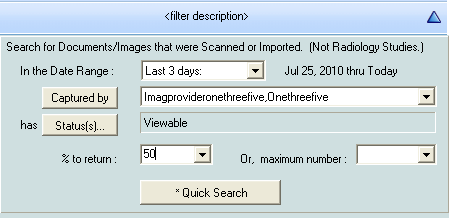 <filter description>
Search for Documents/Images that were Scanned or Imported. (Not Radiology Studies.)
In the Date Range : Last 3 days: Jul 25, 2010 thru Today
Captured by Imagprovideronethreefive,Onethreefive
has Status(s)... Viewable
% to return : 50 Or, maximum number :
* Quick Search